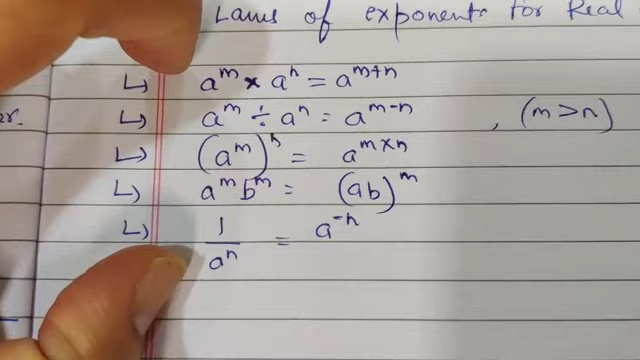 Laws of exponents for Real
↳ a^m × a^n = a^{m+n}
↳ a^m ÷ a^n = a^{m-n} , (m > n)
↳ (a^m)^n = a^{m×n}
↳ a^m b^m = (ab)^m
↳ 1/a^n = a^{-n}